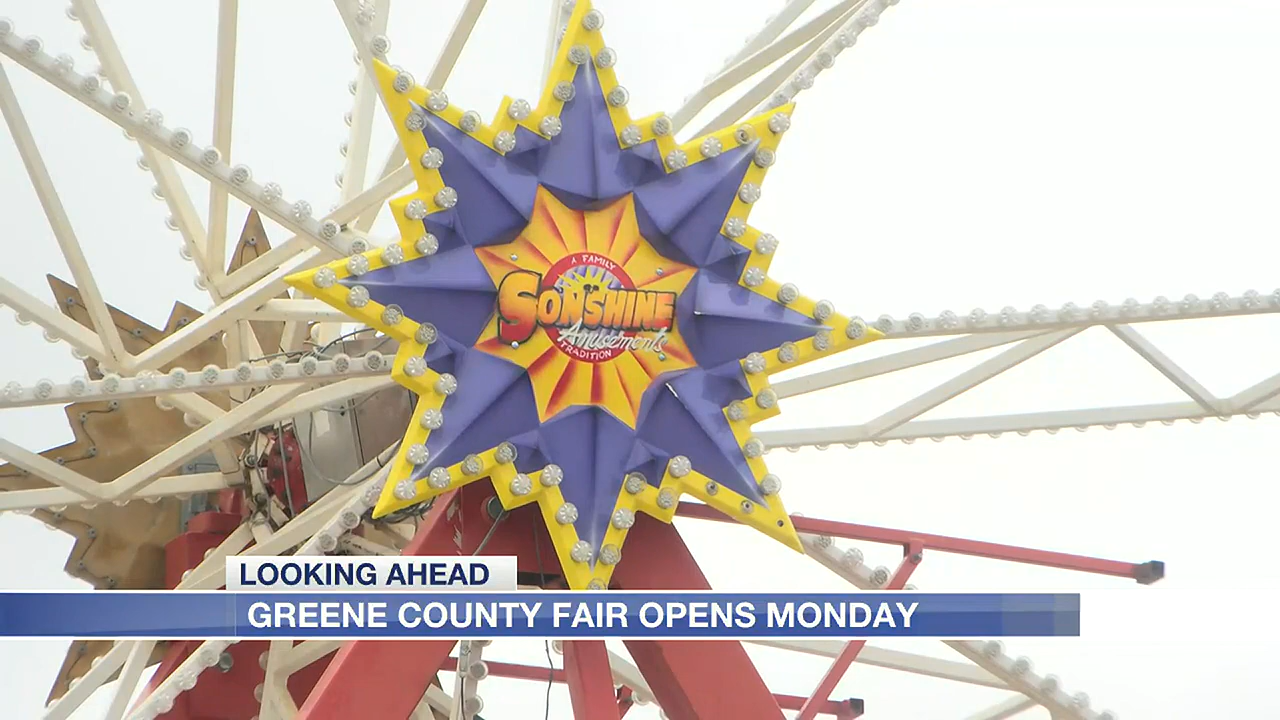 A FAMILY
SONSHINE
Amusements
TRADITION
LOOKING AHEAD
GREENE COUNTY FAIR OPENS MONDAY